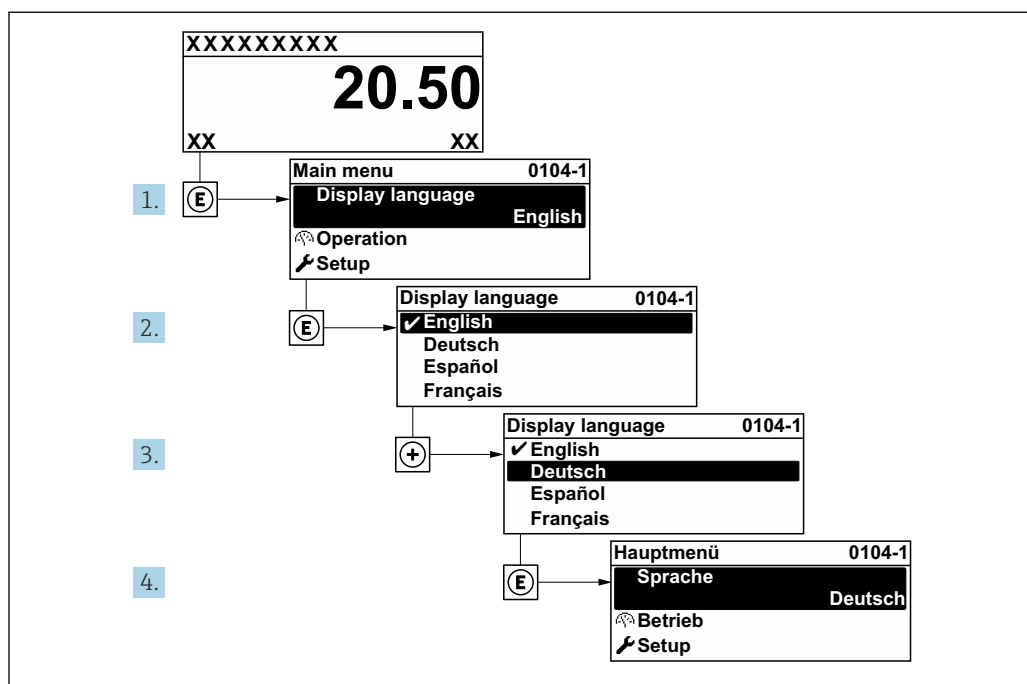 XXXXXXXXX
20.50
XX XX
1. E
Main menu 0104-1
Display language
English
Operation
Setup
2. E
Display language 0104-1
✔ English
Deutsch
Español
Français
3. +
Display language 0104-1
✔ English
Deutsch
Español
Français
4. E
Hauptmenü 0104-1
Sprache
Deutsch
Betrieb
Setup